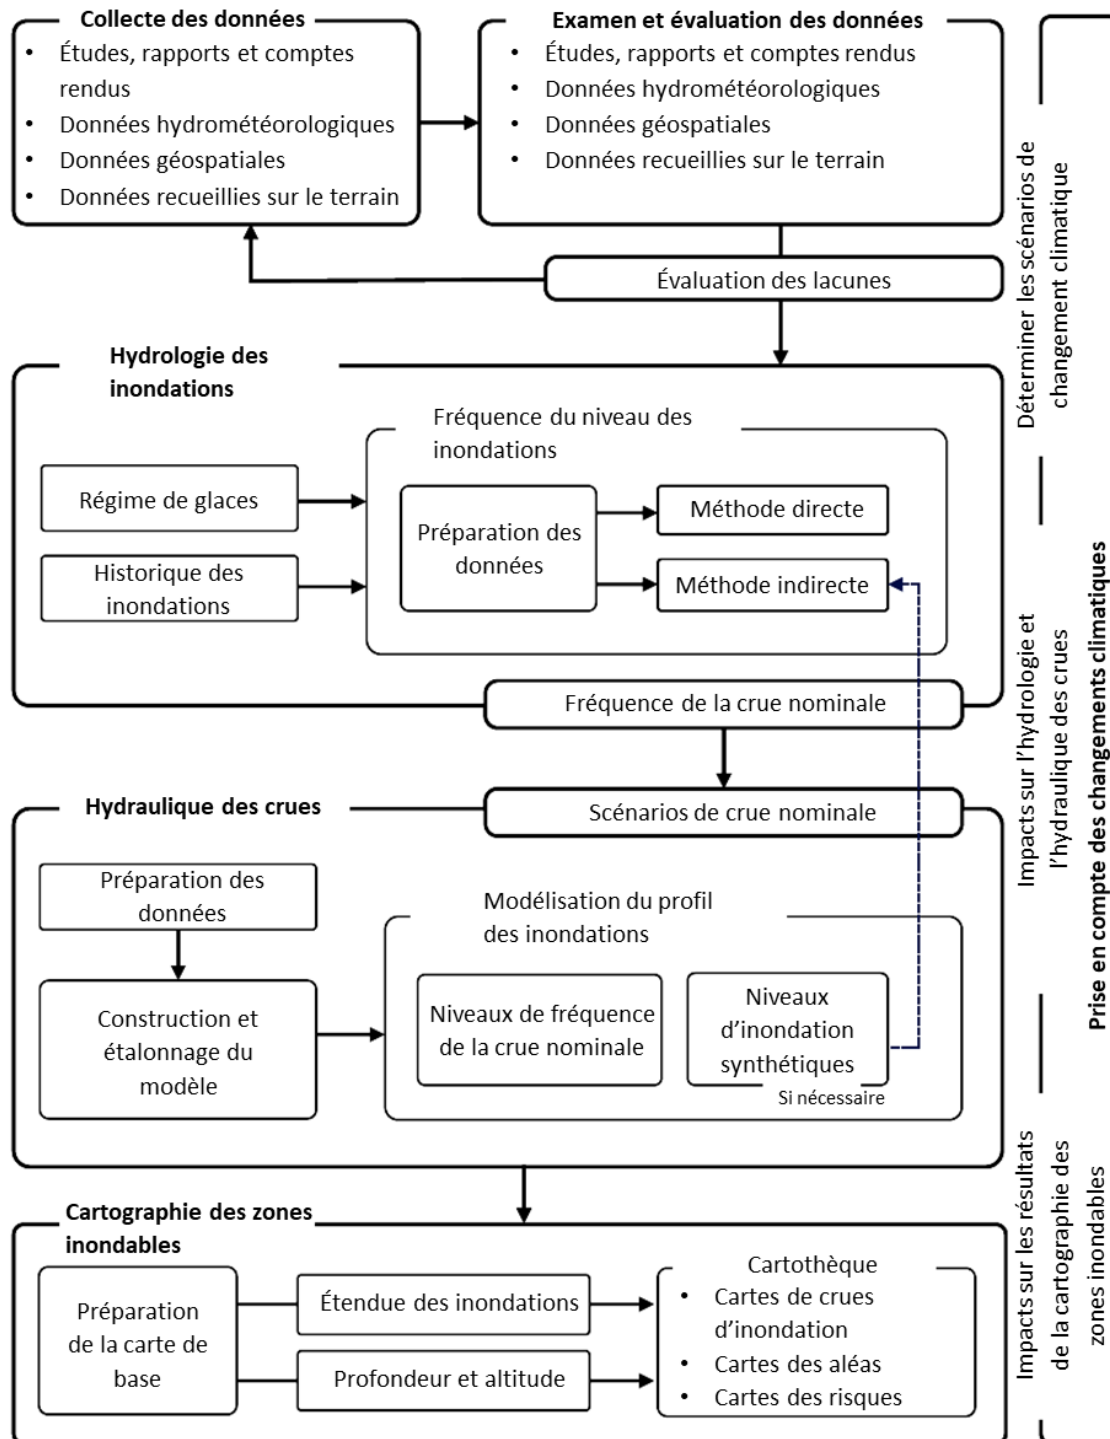 Collecte des données
• Études, rapports et comptes
rendus
• Données hydrométéorologiques
• Données géospatiales
• Données recueillies sur le terrain
Examen et évaluation des données
• Études, rapports et comptes rendus
• Données hydrométéorologiques
• Données géospatiales
• Données recueillies sur le terrain
Évaluation des lacunes
Hydrologie des
inondations
Régime de glaces
Historique des
inondations
Fréquence du niveau des
inondations
Préparation des
données
Méthode directe
Méthode indirecte
Fréquence de la crue nominale
Hydraulique des crues
Scénarios de crue nominale
Préparation des
données
Construction et
étalonnage du
modèle
Modélisation du profil
des inondations
Niveaux de fréquence
de la crue nominale
Niveaux
d'inondation
synthétiques
Si nécessaire
Cartographie des zones
inondables
Préparation
de la carte de
base
Étendue des inondations
Profondeur et altitude
Cartothèque
• Cartes de crues
d'inondation
• Cartes des aléas
• Cartes des risques
Déterminer les scénarios de
changement climatique
Impacts sur l'hydrologie et
l'hydraulique des crues
Impacts sur les résultats
de la cartographie des
zones inondables
Prise en compte des changements climatiques